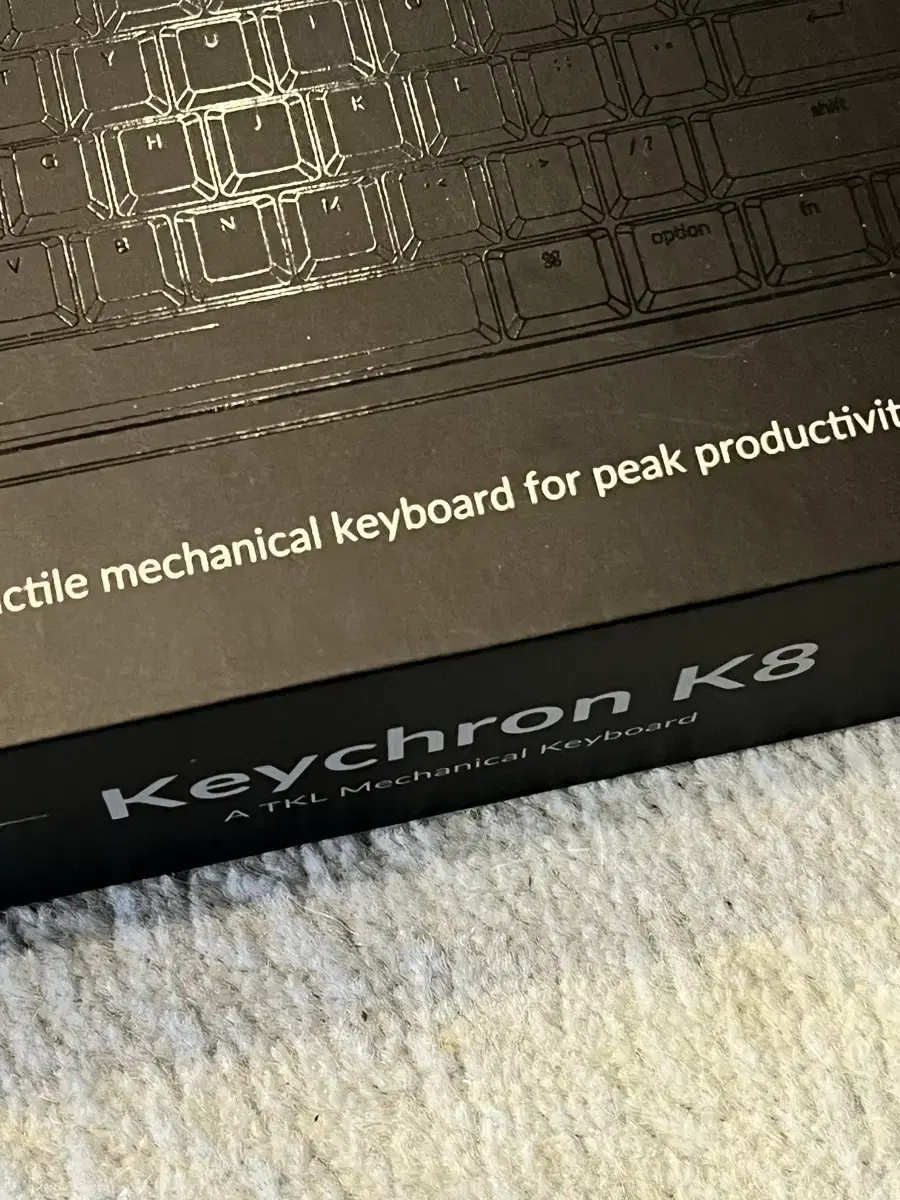 T Y U I O
G H J K L : ; " '
shift
V B N M < , > . / ?
⌘ option fn
ctile mechanical keyboard for peak productivit
Keychron K8
A TKL Mechanical Keyboard